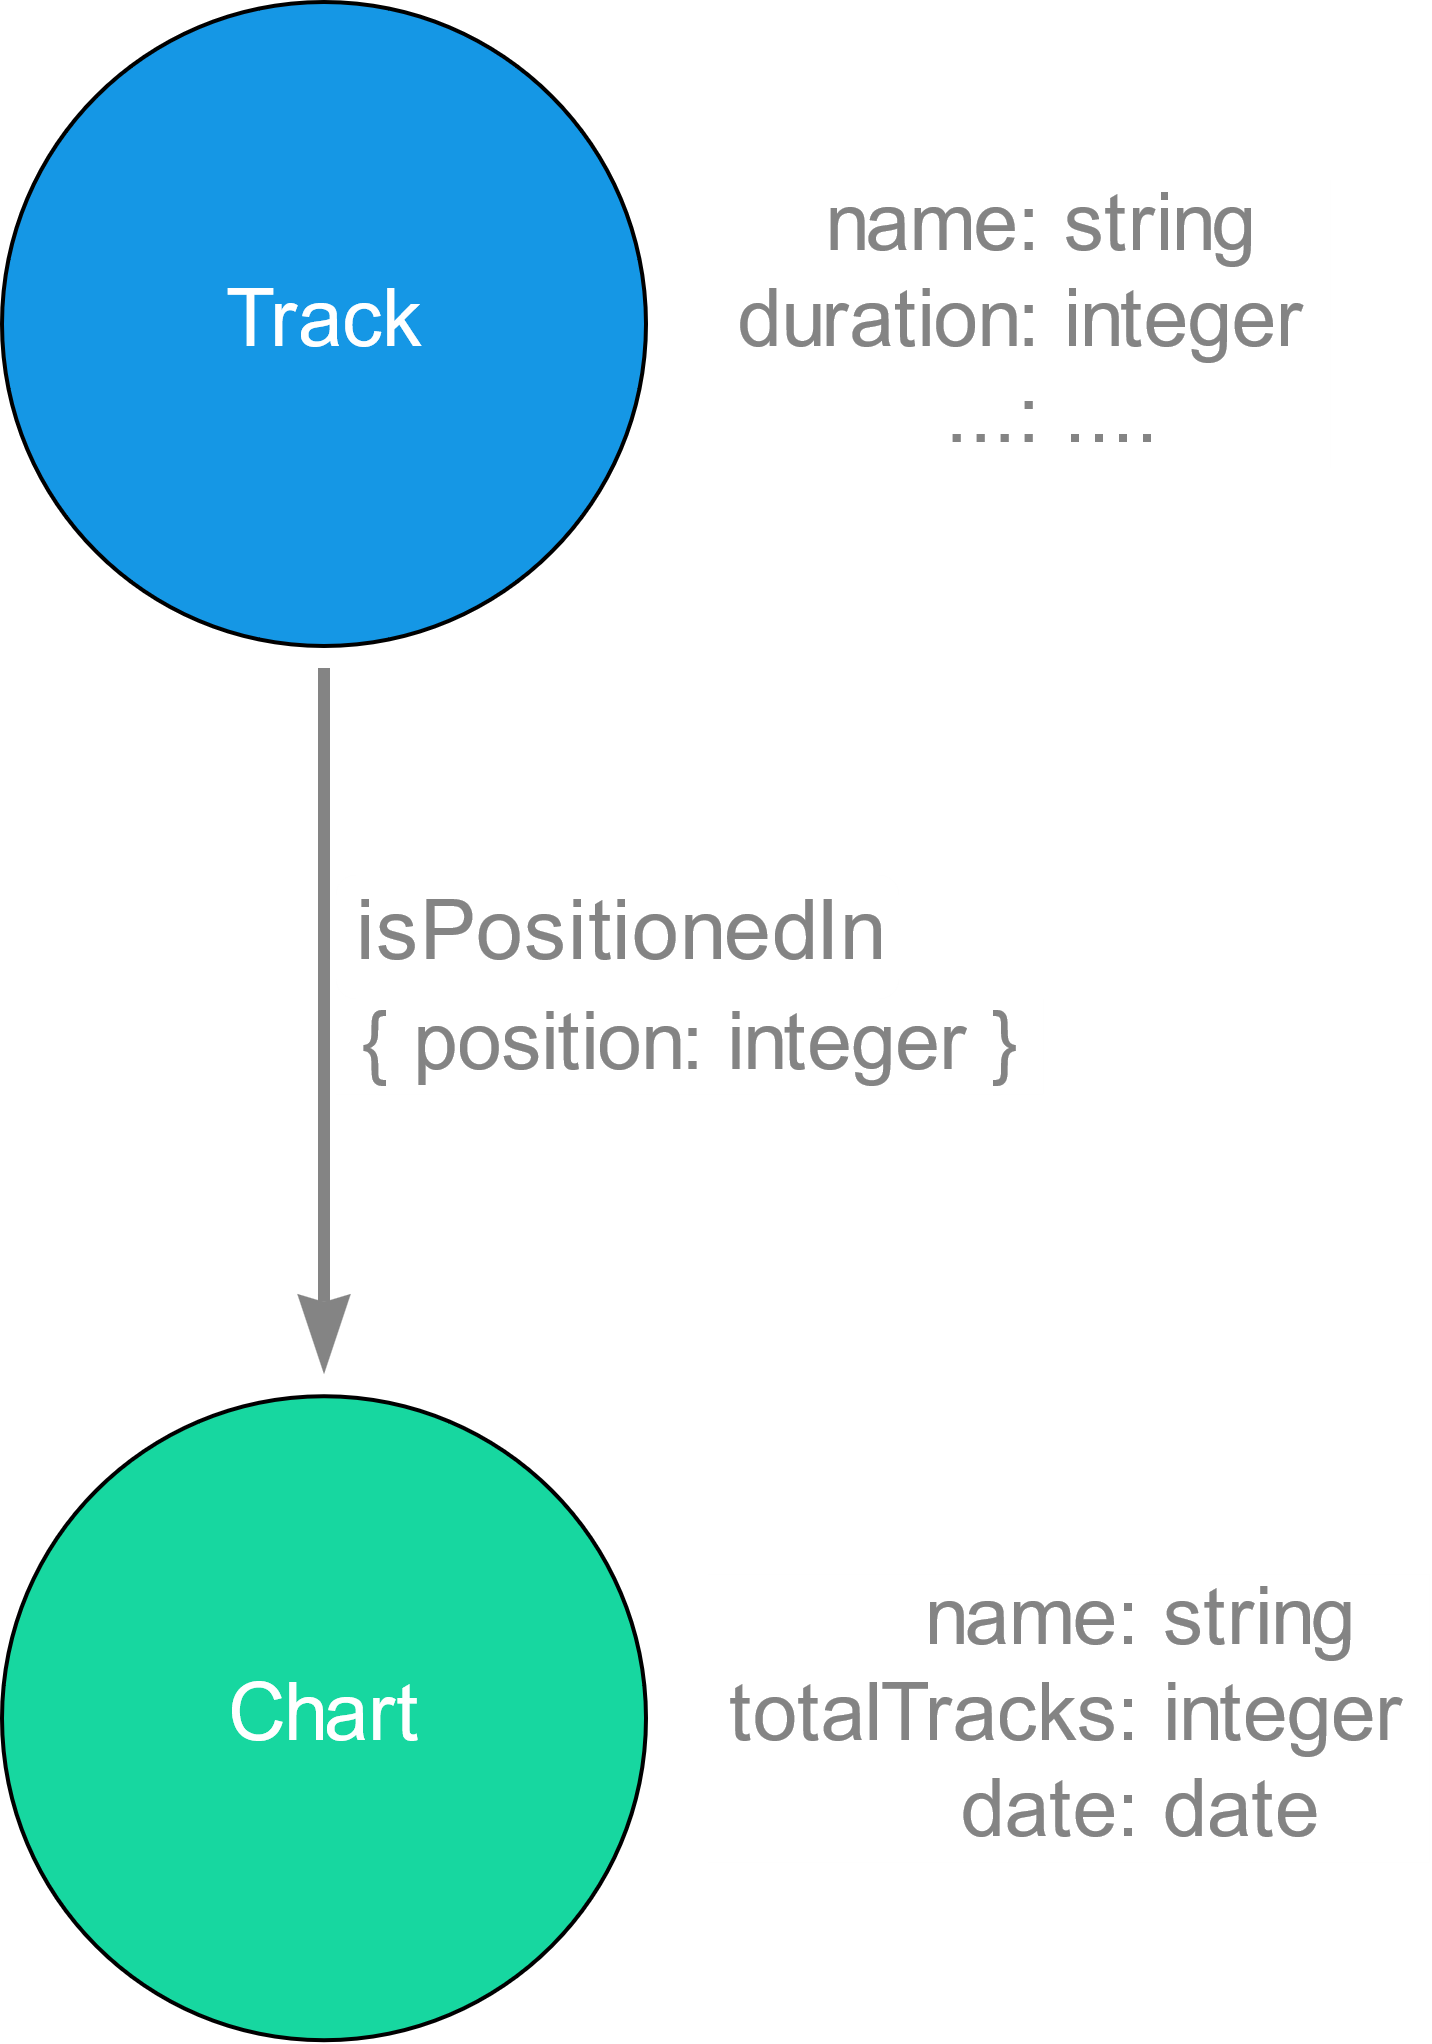 Track
name: string
duration: integer
...: ....
isPositionedIn
{ position: integer }
Chart
name: string
totalTracks: integer
date: date